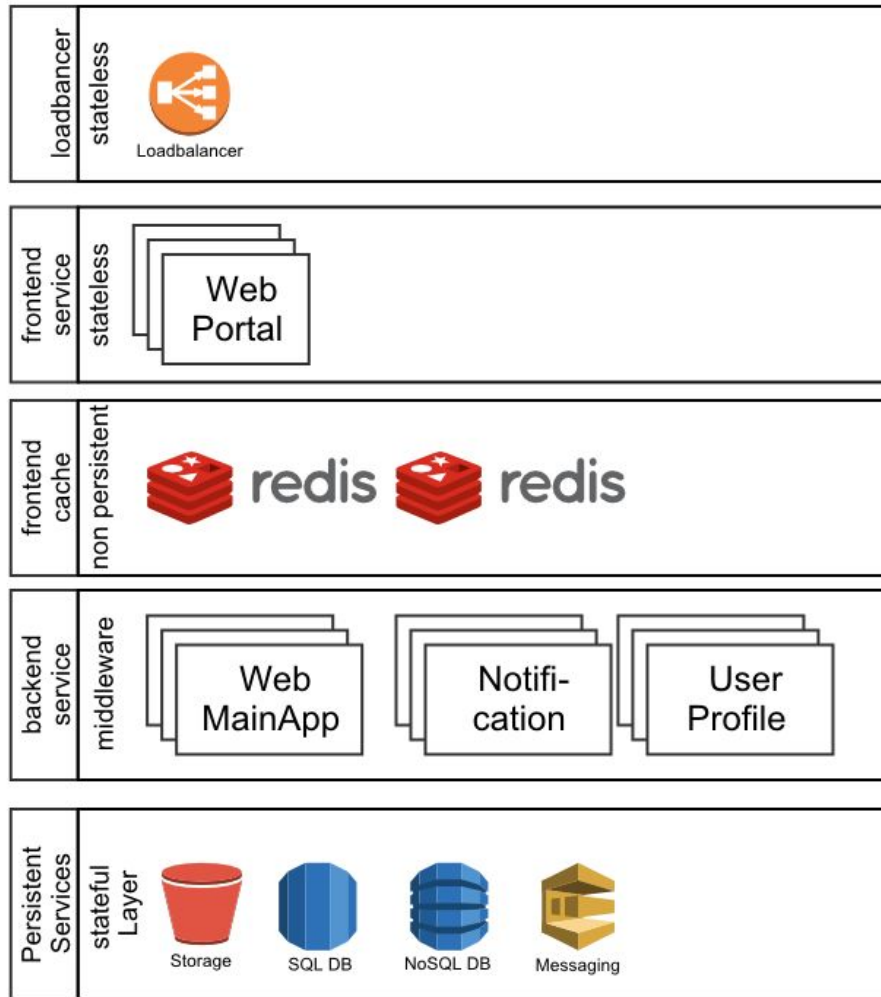 loadbancer
stateless
Loadbalancer
frontend
service
stateless
Web
Portal
frontend
cache
non persistent
redis
redis
backend
service
middleware
Web
MainApp
Notifi-
cation
User
Profile
Persistent
Services
stateful
Layer
Storage
SQL DB
NoSQL DB
Messaging